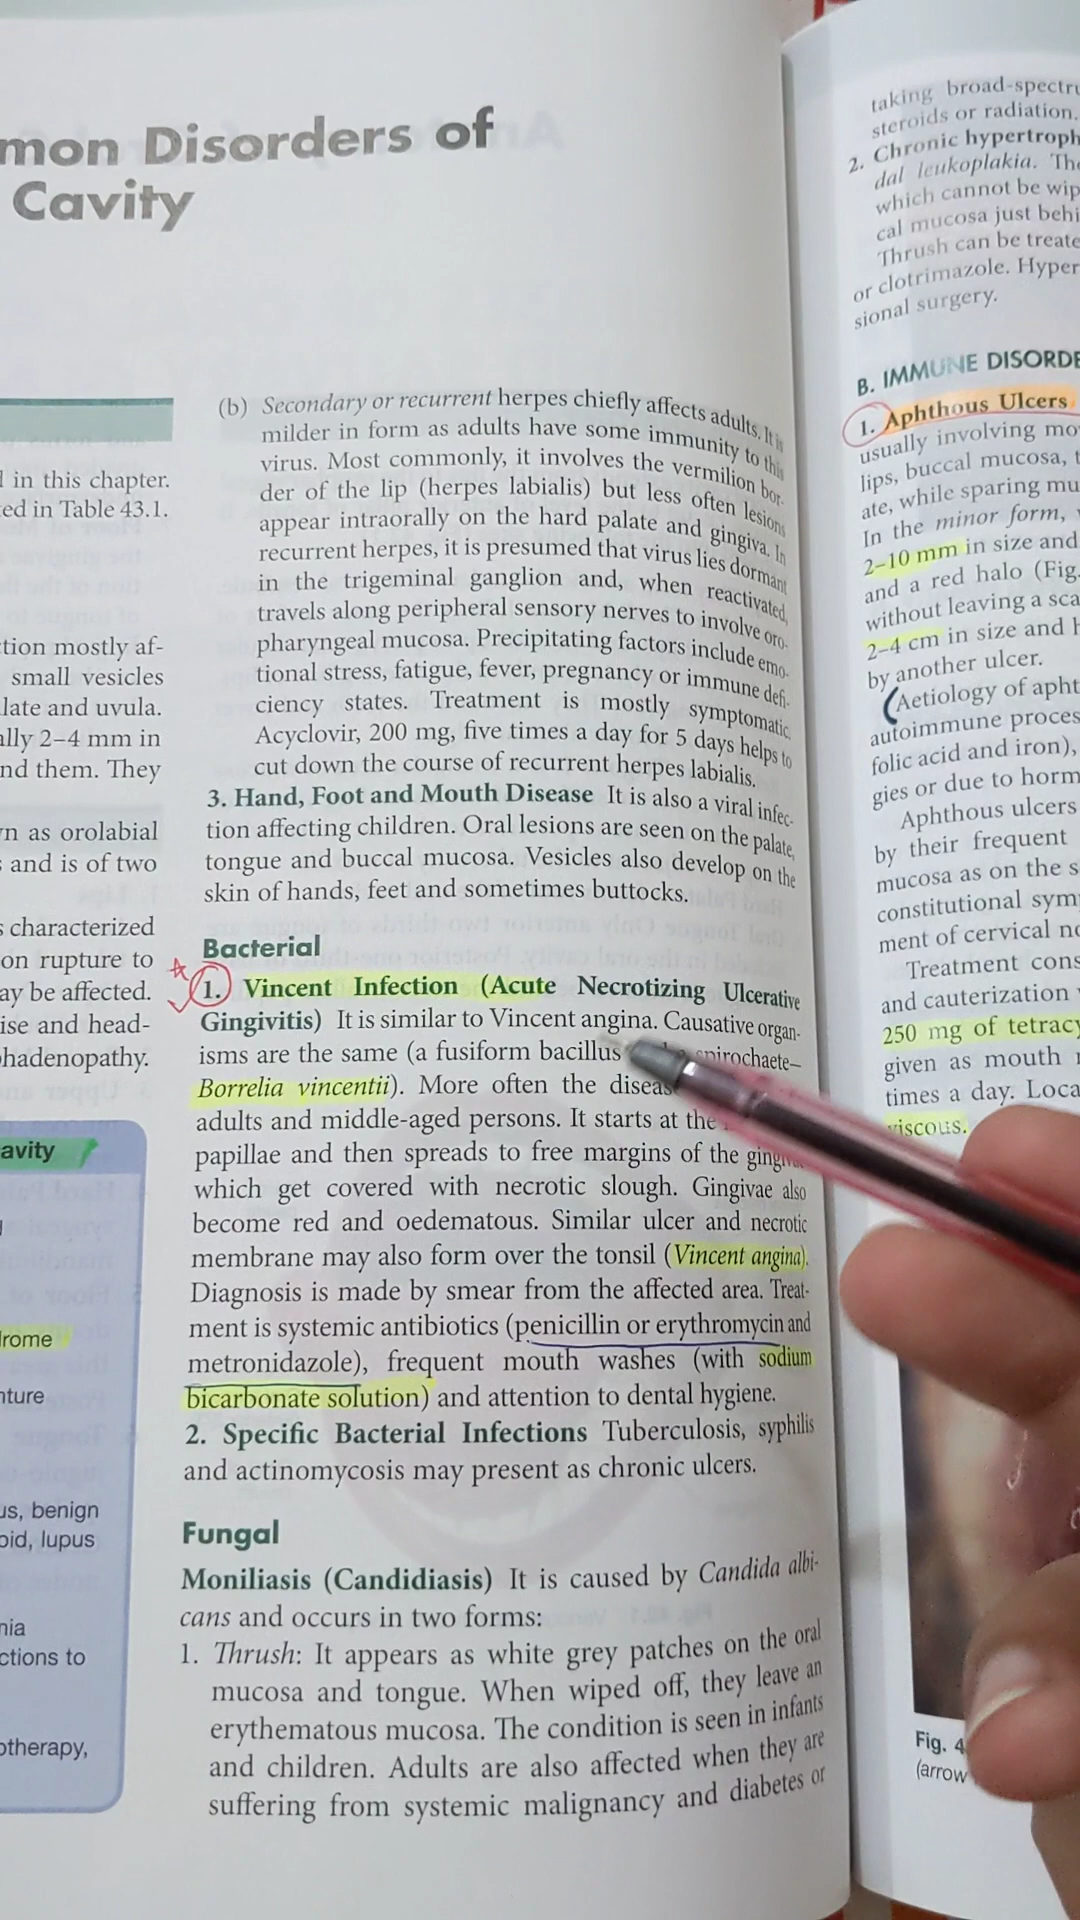 mon Disorders of
Cavity
l in this chapter.
ed in Table 43.1.
tion mostly af-
small vesicles
late and uvula.
ally 2–4 mm in
nd them. They
n as orolabial
and is of two
s characterized
on rupture to
ay be affected.
ise and head-
hadenopathy.
avity
rome
nture
us, benign
oid, lupus
nia
ctions to
otherapy,
(b) Secondary or recurrent herpes chiefly affects adults. It is
milder in form as adults have some immunity to this
virus. Most commonly, it involves the vermilion bor-
der of the lip (herpes labialis) but less often lesions
appear intraorally on the hard palate and gingiva. In
recurrent herpes, it is presumed that virus lies dormant
in the trigeminal ganglion and, when reactivated,
travels along peripheral sensory nerves to involve oro-
pharyngeal mucosa. Precipitating factors include emo-
tional stress, fatigue, fever, pregnancy or immune defi-
ciency states. Treatment is mostly symptomatic.
Acyclovir, 200 mg, five times a day for 5 days helps to
cut down the course of recurrent herpes labialis.
3. Hand, Foot and Mouth Disease It is also a viral infec-
tion affecting children. Oral lesions are seen on the palate,
tongue and buccal mucosa. Vesicles also develop on the
skin of hands, feet and sometimes buttocks.
Bacterial
1. Vincent Infection (Acute Necrotizing Ulcerative
Gingivitis) It is similar to Vincent angina. Causative organ-
isms are the same (a fusiform bacillus spirochaete–
Borrelia vincentii). More often the diseas
adults and middle-aged persons. It starts at the
papillae and then spreads to free margins of the
which get covered with necrotic slough. Gingivae also
become red and oedematous. Similar ulcer and necrotic
membrane may also form over the tonsil (Vincent angina).
Diagnosis is made by smear from the affected area. Treat-
ment is systemic antibiotics (penicillin or erythromycin and
metronidazole), frequent mouth washes (with sodium
bicarbonate solution) and attention to dental hygiene.
2. Specific Bacterial Infections Tuberculosis, syphilis
and actinomycosis may present as chronic ulcers.
Fungal
Moniliasis (Candidiasis) It is caused by Candida albi-
cans and occurs in two forms:
1. Thrush: It appears as white grey patches on the oral
mucosa and tongue. When wiped off, they leave an
erythematous mucosa. The condition is seen in infants
and children. Adults are also affected when they are
suffering from systemic malignancy and diabetes or
taking broad-spectru
steroids or radiation.
2. Chronic hypertroph
dal leukoplakia. The
which cannot be wip
cal mucosa just behi
Thrush can be treate
or clotrimazole. Hyper
sional surgery.
B. IMMUNE DISORDE
1. Aphthous Ulcers
usually involving mo
lips, buccal mucosa, t
ate, while sparing mu
In the minor form,
2–10 mm in size and
and a red halo (Fig.
without leaving a sca
2–4 cm in size and h
by another ulcer.
Aetiology of apht
autoimmune proces
folic acid and iron),
gies or due to horm
Aphthous ulcers
by their frequent
mucosa as on the s
constitutional sym
ment of cervical no
Treatment cons
and cauterization
250 mg of tetracy
given as mouth r
times a day. Loca
viscous.
Fig. 4
(arrow